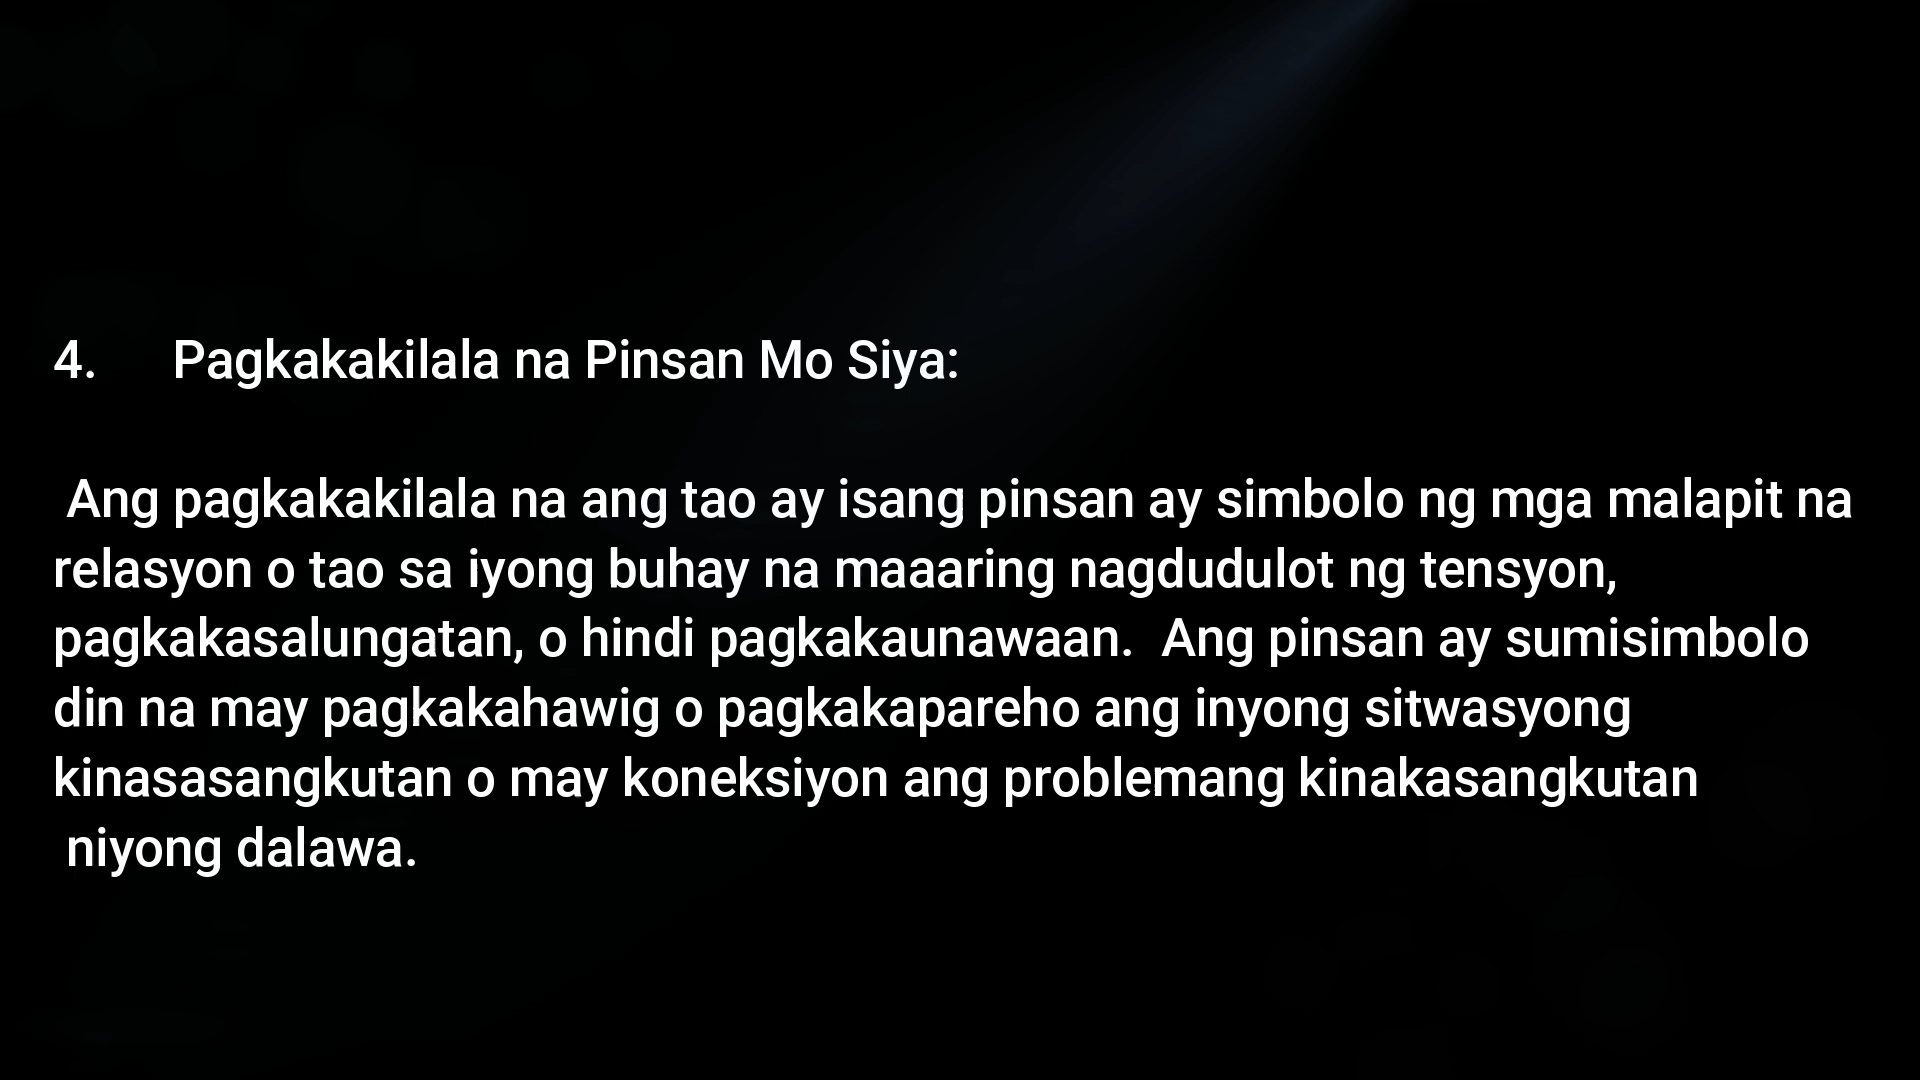 4. Pagkakakilala na Pinsan Mo Siya:
Ang pagkakakilala na ang tao ay isang pinsan ay simbolo ng mga malapit na
relasyon o tao sa iyong buhay na maaaring nagdudulot ng tensyon,
pagkakasalungatan, o hindi pagkakaunawaan. Ang pinsan ay sumisimbolo
din na may pagkakahawig o pagkakapareho ang inyong sitwasyong
kinasasangkutan o may koneksiyon ang problemang kinakasangkutan
niyong dalawa.